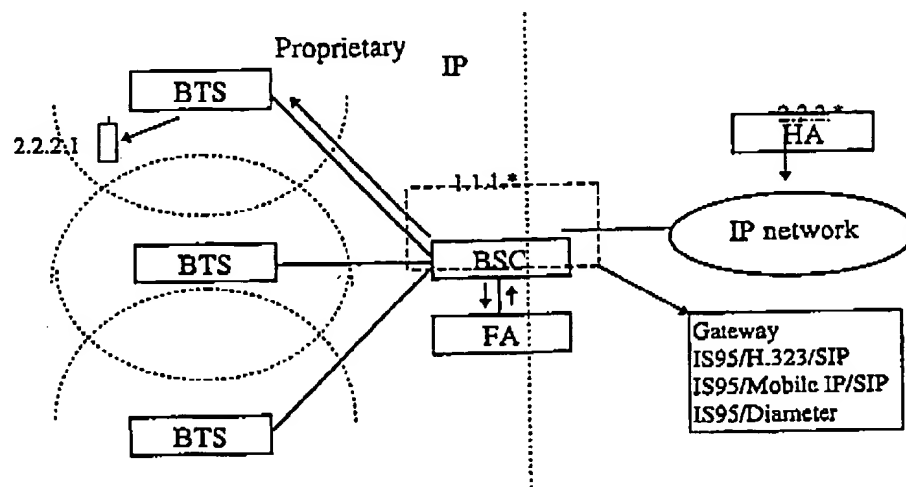 Proprietary
IP
BTS
2.2.2.1
2.2.2.*
HA
1.1.1.*
IP network
BTS
BSC
FA
Gateway
IS95/H.323/SIP
IS95/Mobile IP/SIP
IS95/Diameter
BTS